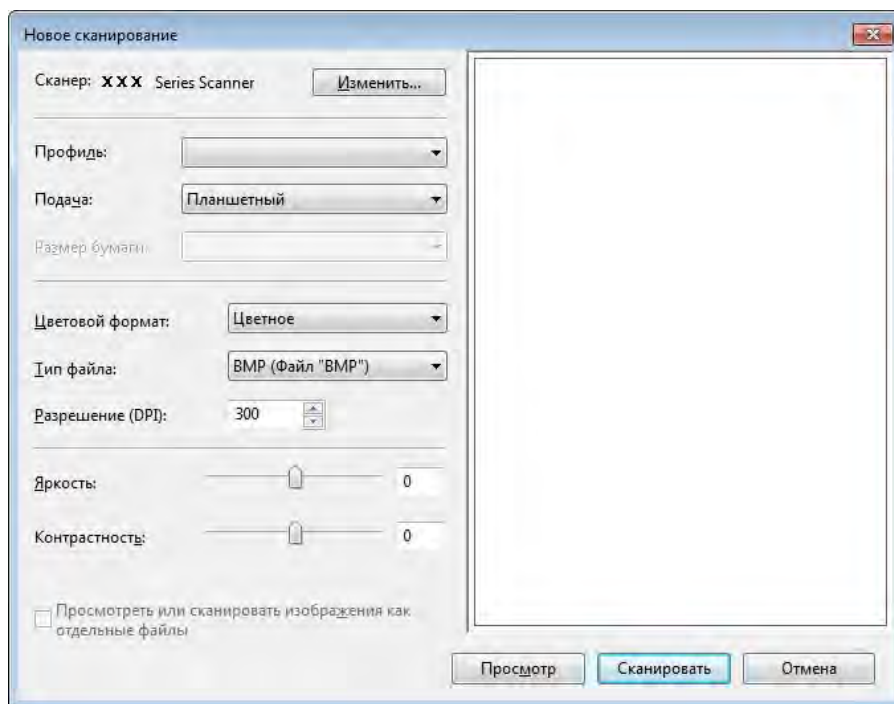 Новое сканирование
Сканер: XXX Series Scanner Изменить...
Профиль:
Подача: Планшетный
Размер бумаги:
Цветовой формат: Цветное
Тип файла: BMP (Файл "BMP")
Разрешение (DPI): 300
Яркость: 0
Контрастность: 0
Просмотреть или сканировать изображения как
отдельные файлы
Просмотр Сканировать Отмена